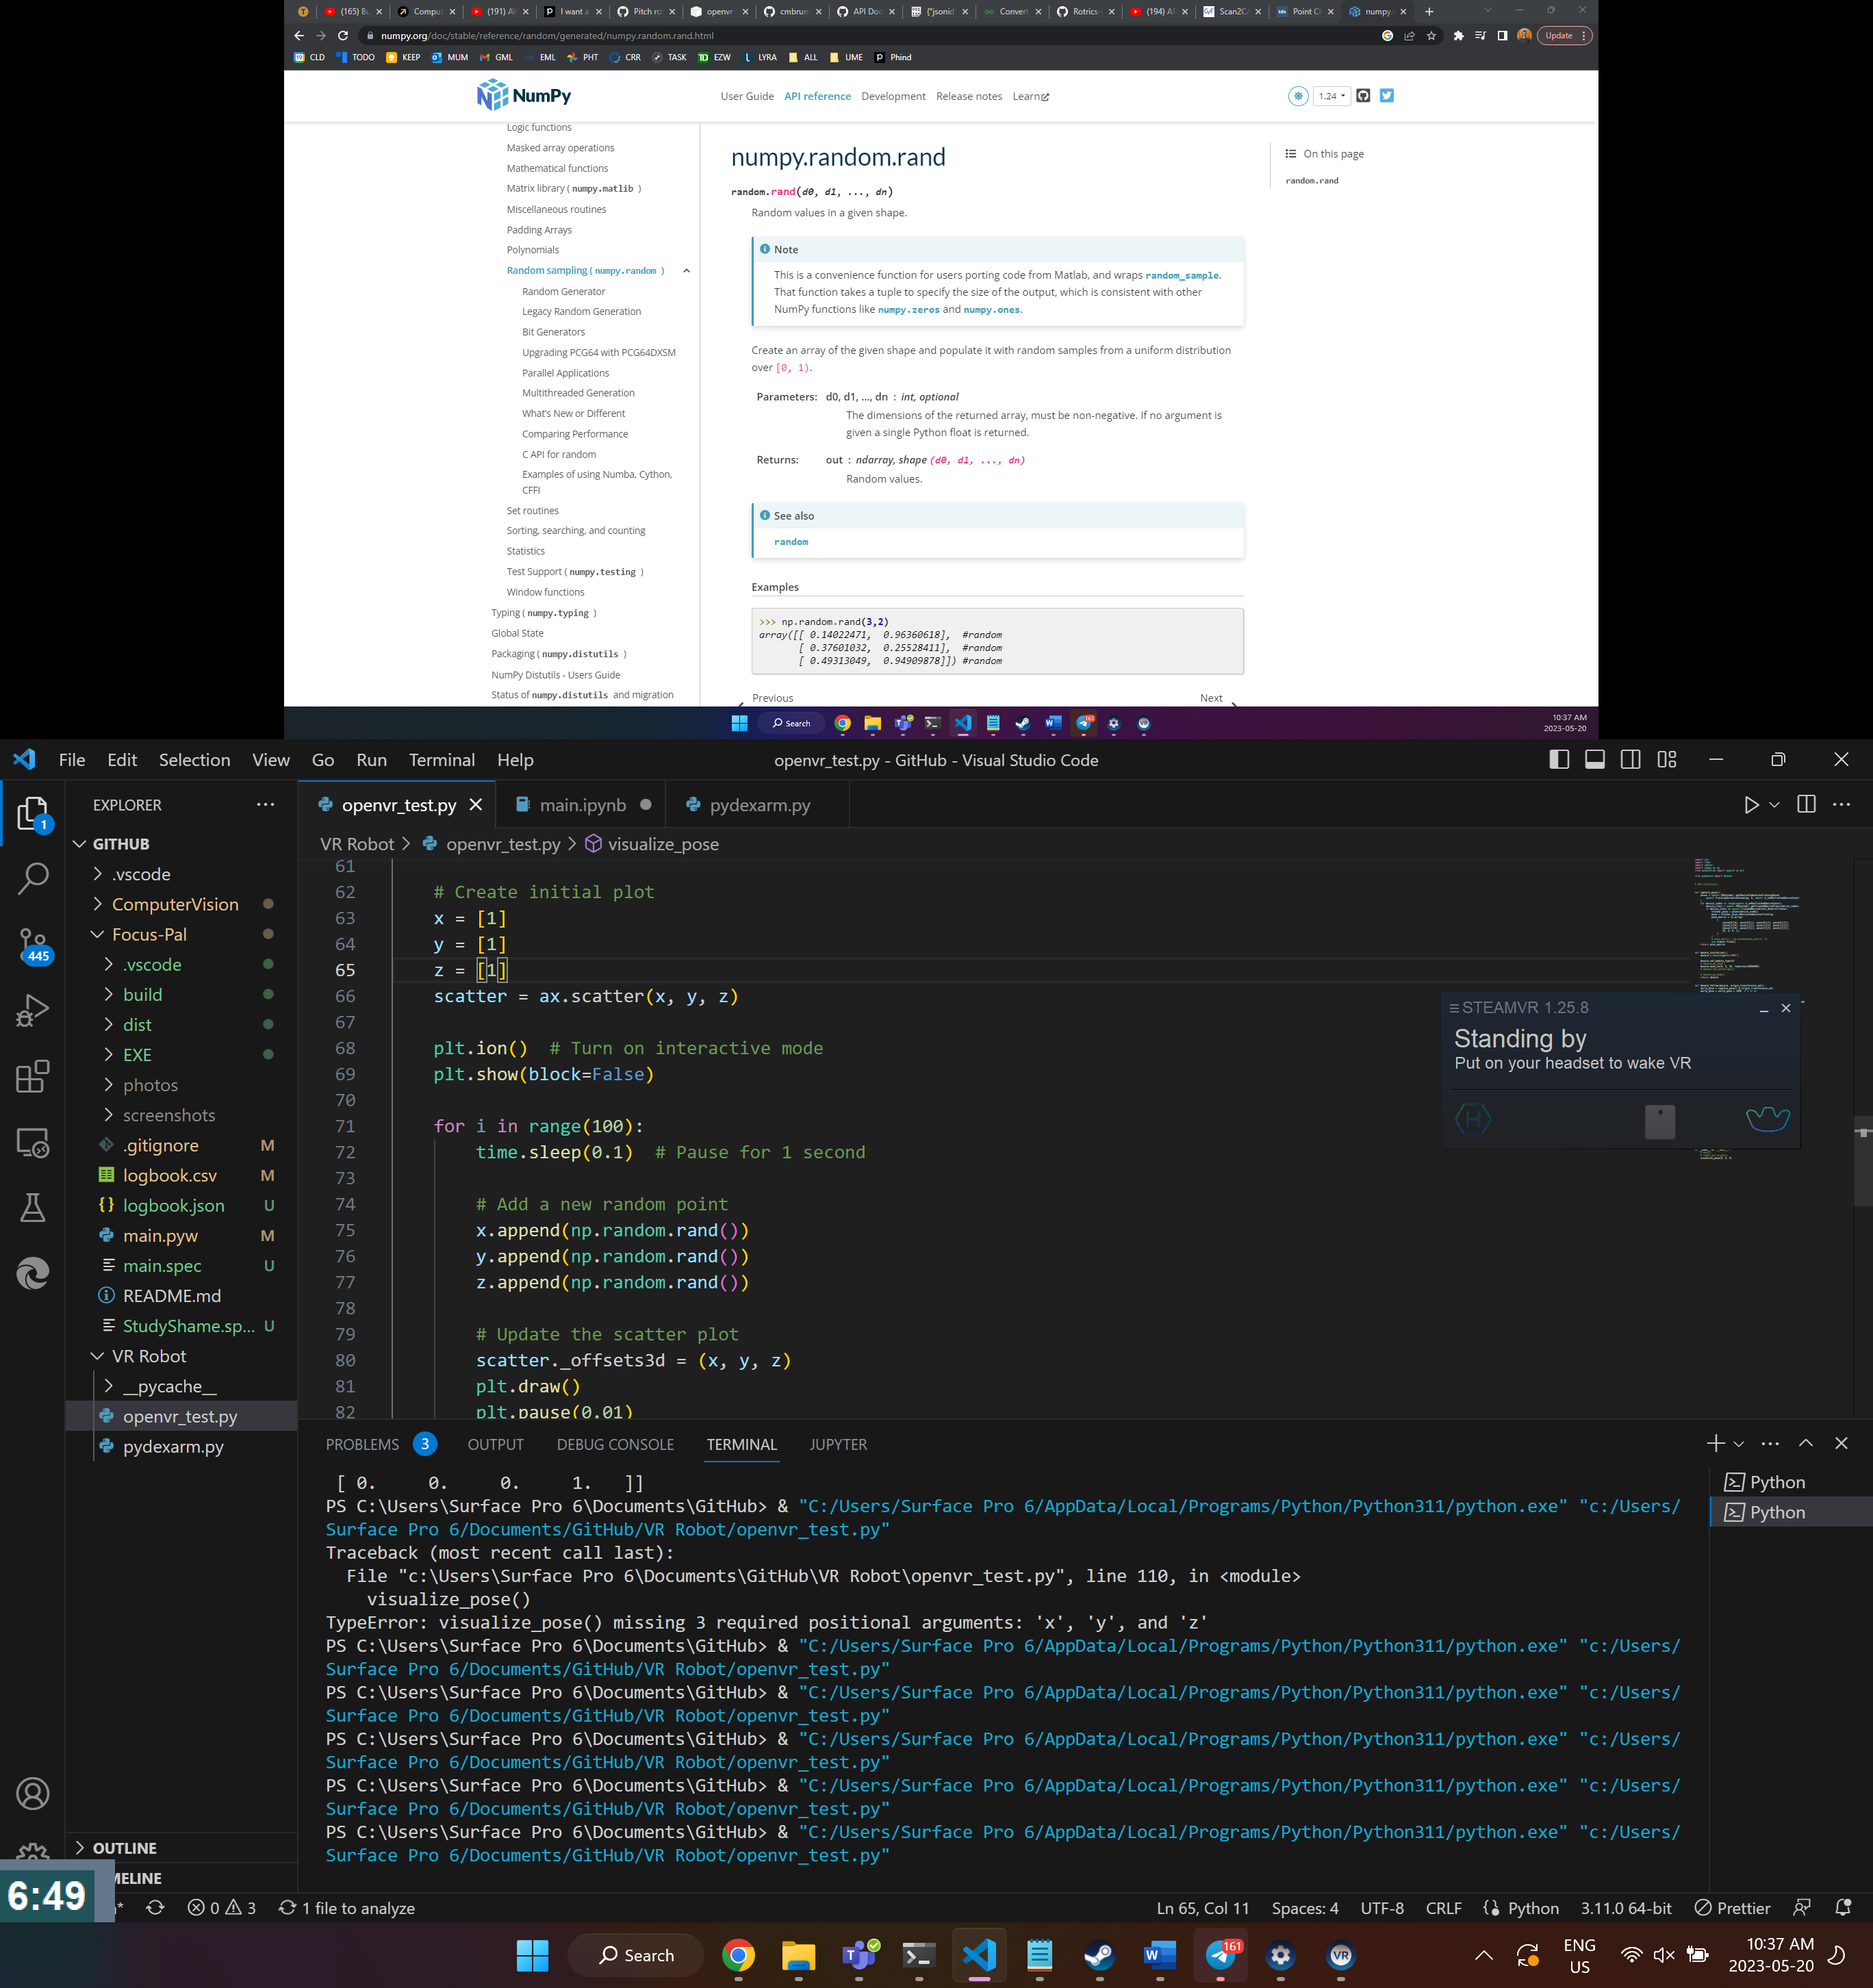 (165) B
Comput
(191) A
I want a
Pitch ro
openvr
cmbrun
API Doc
("jsonid
Convert
Rotrics-
(194) A
Scan2C
Point C
numpy.
numpy.org/doc/stable/reference/random/generated/numpy.random.rand.html
Update
CLD TODO KEEP MUM GML EML PHT CRR TASK EZW LYRA ALL UME Phind
NumPy
User Guide API reference Development Release notes Learn
1.24
Logic functions
Masked array operations
Mathematical functions
Matrix library ( numpy.matlib )
Miscellaneous routines
Padding Arrays
Polynomials
Random sampling ( numpy.random )
Random Generator
Legacy Random Generation
Bit Generators
Upgrading PCG64 with PCG64DXSM
Parallel Applications
Multithreaded Generation
What's New or Different
Comparing Performance
C API for random
Examples of using Numba, Cython,
CFFI
Set routines
Sorting, searching, and counting
Statistics
Test Support ( numpy.testing )
Window functions
Typing ( numpy.typing )
Global State
Packaging ( numpy.distutils )
NumPy Distutils - Users Guide
Status of numpy.distutils and migration
numpy.random.rand
random.rand(d0, d1, ..., dn)
Random values in a given shape.
Note
This is a convenience function for users porting code from Matlab, and wraps random_sample.
That function takes a tuple to specify the size of the output, which is consistent with other
NumPy functions like numpy.zeros and numpy.ones.
Create an array of the given shape and populate it with random samples from a uniform distribution
over [0, 1).
Parameters: d0, d1, ..., dn : int, optional
The dimensions of the returned array, must be non-negative. If no argument is
given a single Python float is returned.
Returns: out : ndarray, shape (d0, d1, ..., dn)
Random values.
See also
random
Examples
>>> np.random.rand(3,2)
array([[ 0.14022471, 0.96360618], #random
[ 0.37601032, 0.25528411], #random
[ 0.49313049, 0.94909878]]) #random
Previous
Next
On this page
random.rand
Search
163
10:37 AM
2023-05-20
File Edit Selection View Go Run Terminal Help
openvr_test.py - GitHub - Visual Studio Code
EXPLORER
1
445
GITHUB
.vscode
ComputerVision
Focus-Pal
.vscode
build
dist
EXE
photos
screenshots
.gitignore M
logbook.csv M
logbook.json U
main.pyw M
main.spec U
README.md
StudyShame.sp... U
VR Robot
__pycache__
openvr_test.py
pydexarm.py
OUTLINE
MELINE
openvr_test.py
main.ipynb
pydexarm.py
VR Robot > openvr_test.py > visualize_pose
61
62 # Create initial plot
63 x = [1]
64 y = [1]
65 z = [1]
66 scatter = ax.scatter(x, y, z)
67
68 plt.ion() # Turn on interactive mode
69 plt.show(block=False)
70
71 for i in range(100):
72 time.sleep(0.1) # Pause for 1 second
73
74 # Add a new random point
75 x.append(np.random.rand())
76 y.append(np.random.rand())
77 z.append(np.random.rand())
78
79 # Update the scatter plot
80 scatter._offsets3d = (x, y, z)
81 plt.draw()
82 plt.pause(0.01)
STEAMVR 1.25.8
Standing by
Put on your headset to wake VR
PROBLEMS 3 OUTPUT DEBUG CONSOLE TERMINAL JUPYTER
[ 0. 0. 0. 1. ]]
PS C:\Users\Surface Pro 6\Documents\GitHub> & "C:/Users/Surface Pro 6/AppData/Local/Programs/Python/Python311/python.exe" "c:/Users/
Surface Pro 6/Documents/GitHub/VR Robot/openvr_test.py"
Traceback (most recent call last):
File "c:\Users\Surface Pro 6\Documents\GitHub\VR Robot\openvr_test.py", line 110, in <module>
visualize_pose()
TypeError: visualize_pose() missing 3 required positional arguments: 'x', 'y', and 'z'
PS C:\Users\Surface Pro 6\Documents\GitHub> & "C:/Users/Surface Pro 6/AppData/Local/Programs/Python/Python311/python.exe" "c:/Users/
Surface Pro 6/Documents/GitHub/VR Robot/openvr_test.py"
PS C:\Users\Surface Pro 6\Documents\GitHub> & "C:/Users/Surface Pro 6/AppData/Local/Programs/Python/Python311/python.exe" "c:/Users/
Surface Pro 6/Documents/GitHub/VR Robot/openvr_test.py"
PS C:\Users\Surface Pro 6\Documents\GitHub> & "C:/Users/Surface Pro 6/AppData/Local/Programs/Python/Python311/python.exe" "c:/Users/
Surface Pro 6/Documents/GitHub/VR Robot/openvr_test.py"
PS C:\Users\Surface Pro 6\Documents\GitHub> & "C:/Users/Surface Pro 6/AppData/Local/Programs/Python/Python311/python.exe" "c:/Users/
Surface Pro 6/Documents/GitHub/VR Robot/openvr_test.py"
PS C:\Users\Surface Pro 6\Documents\GitHub> & "C:/Users/Surface Pro 6/AppData/Local/Programs/Python/Python311/python.exe" "c:/Users/
Surface Pro 6/Documents/GitHub/VR Robot/openvr_test.py"
Python
Python
6:49
0 3 1 file to analyze
Ln 65, Col 11 Spaces: 4 UTF-8 CRLF Python 3.11.0 64-bit Prettier
Search
161
ENG
US
10:37 AM
2023-05-20